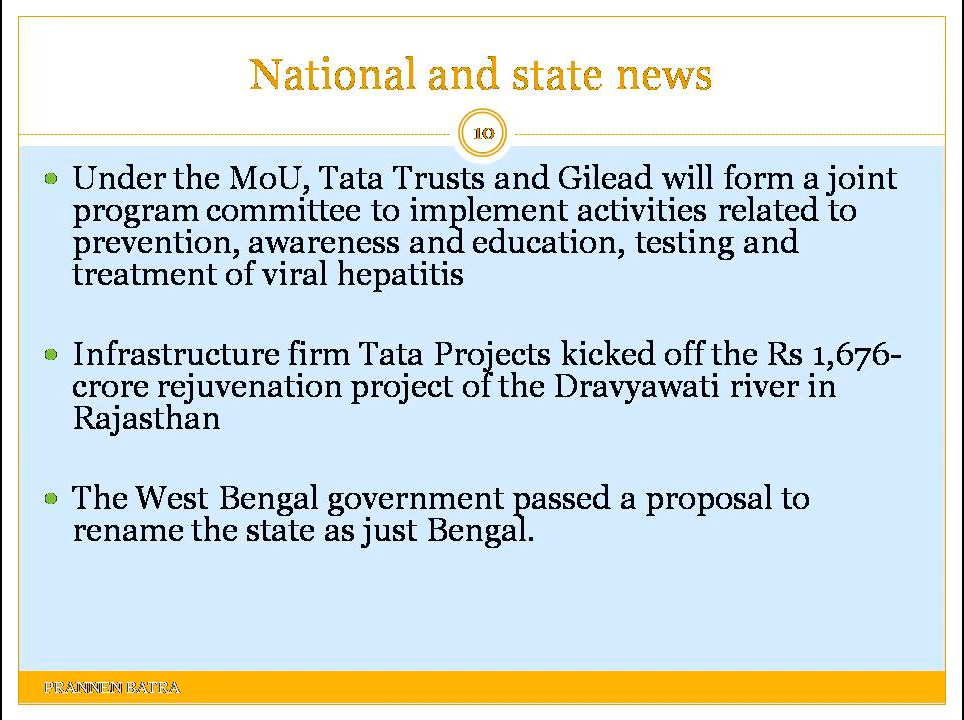 National and state news
10
Under the MoU, Tata Trusts and Gilead will form a joint
program committee to implement activities related to
prevention, awareness and education, testing and
treatment of viral hepatitis
Infrastructure firm Tata Projects kicked off the Rs 1,676-
crore rejuvenation project of the Dravyawati river in
Rajasthan
The West Bengal government passed a proposal to
rename the state as just Bengal.
PRANNEN BATRA